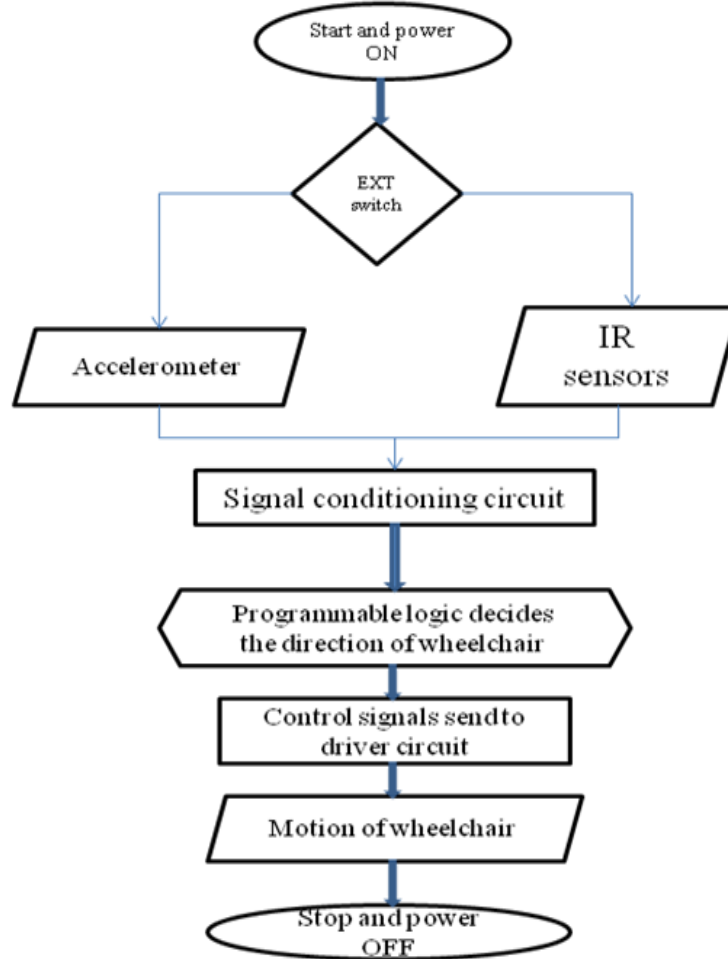 Start and power
ON
EXT
switch
Accelerometer
IR
sensors
Signal conditioning circuit
Programmable logic decides
the direction of wheelchair
Control signals send to
driver circuit
Motion of wheelchair
Stop and power
OFF